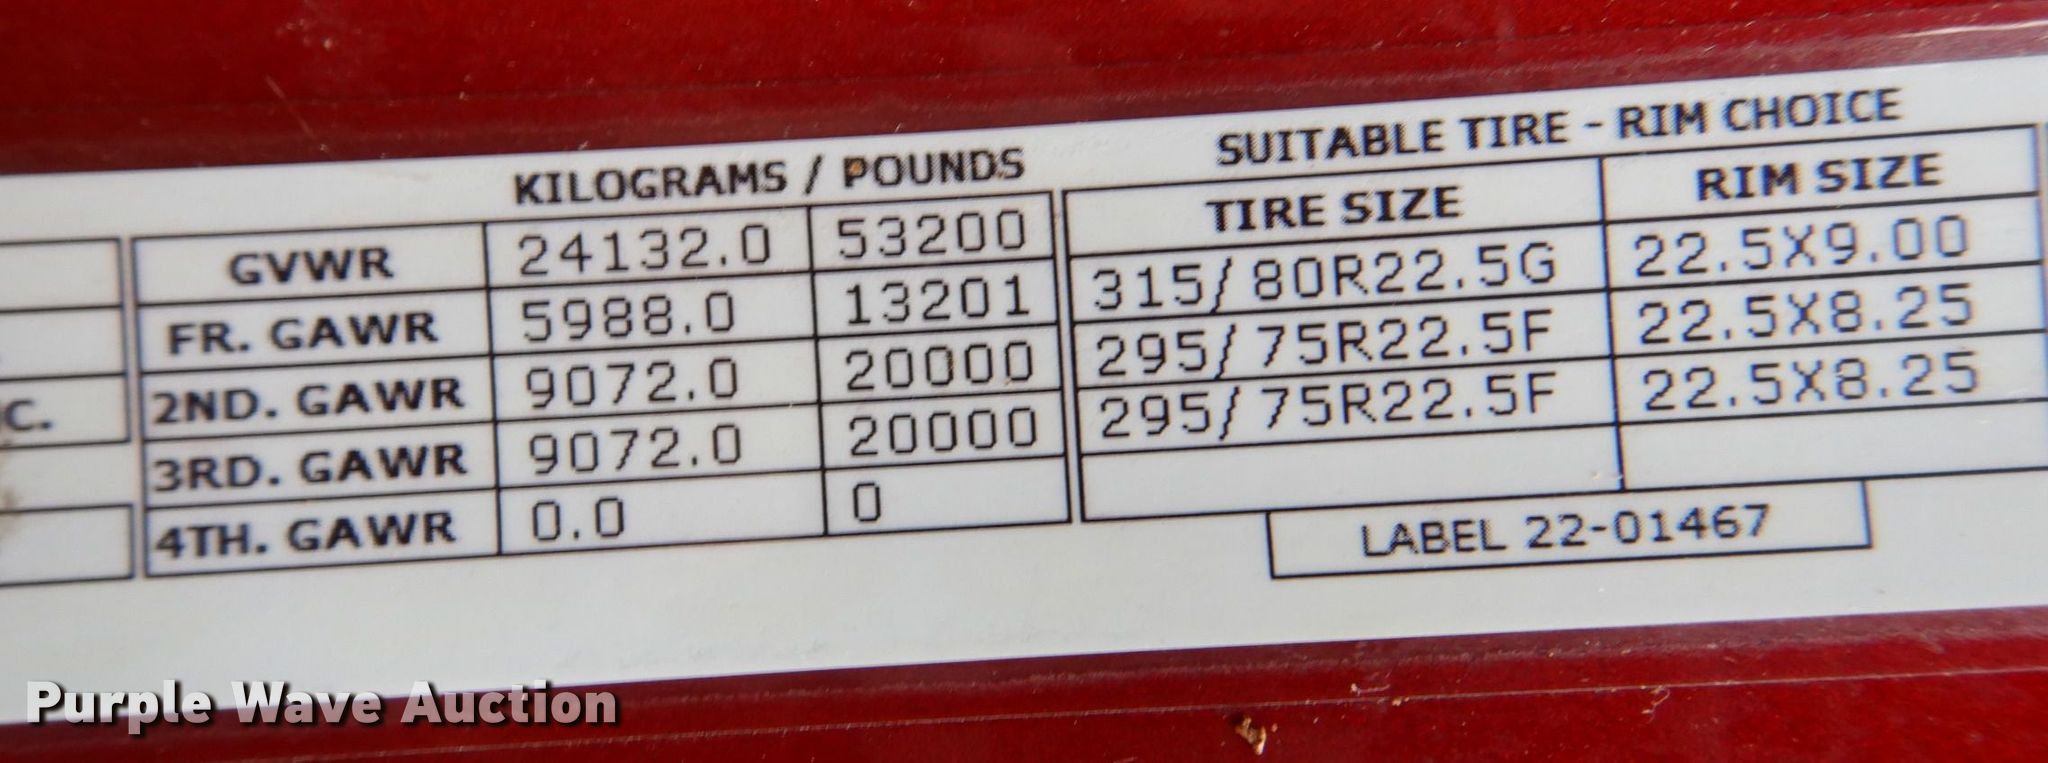 KILOGRAMS / POUNDS
SUITABLE TIRE - RIM CHOICE
TIRE SIZE RIM SIZE
GVWR 24132.0 53200
315/80R22.5G 22.5X9.00
FR. GAWR 5988.0 13201
295/75R22.5F 22.5X8.25
2ND. GAWR 9072.0 20000
295/75R22.5F 22.5X8.25
3RD. GAWR 9072.0 20000
4TH. GAWR 0.0 0
C.
LABEL 22-01467
Purple Wave Auction